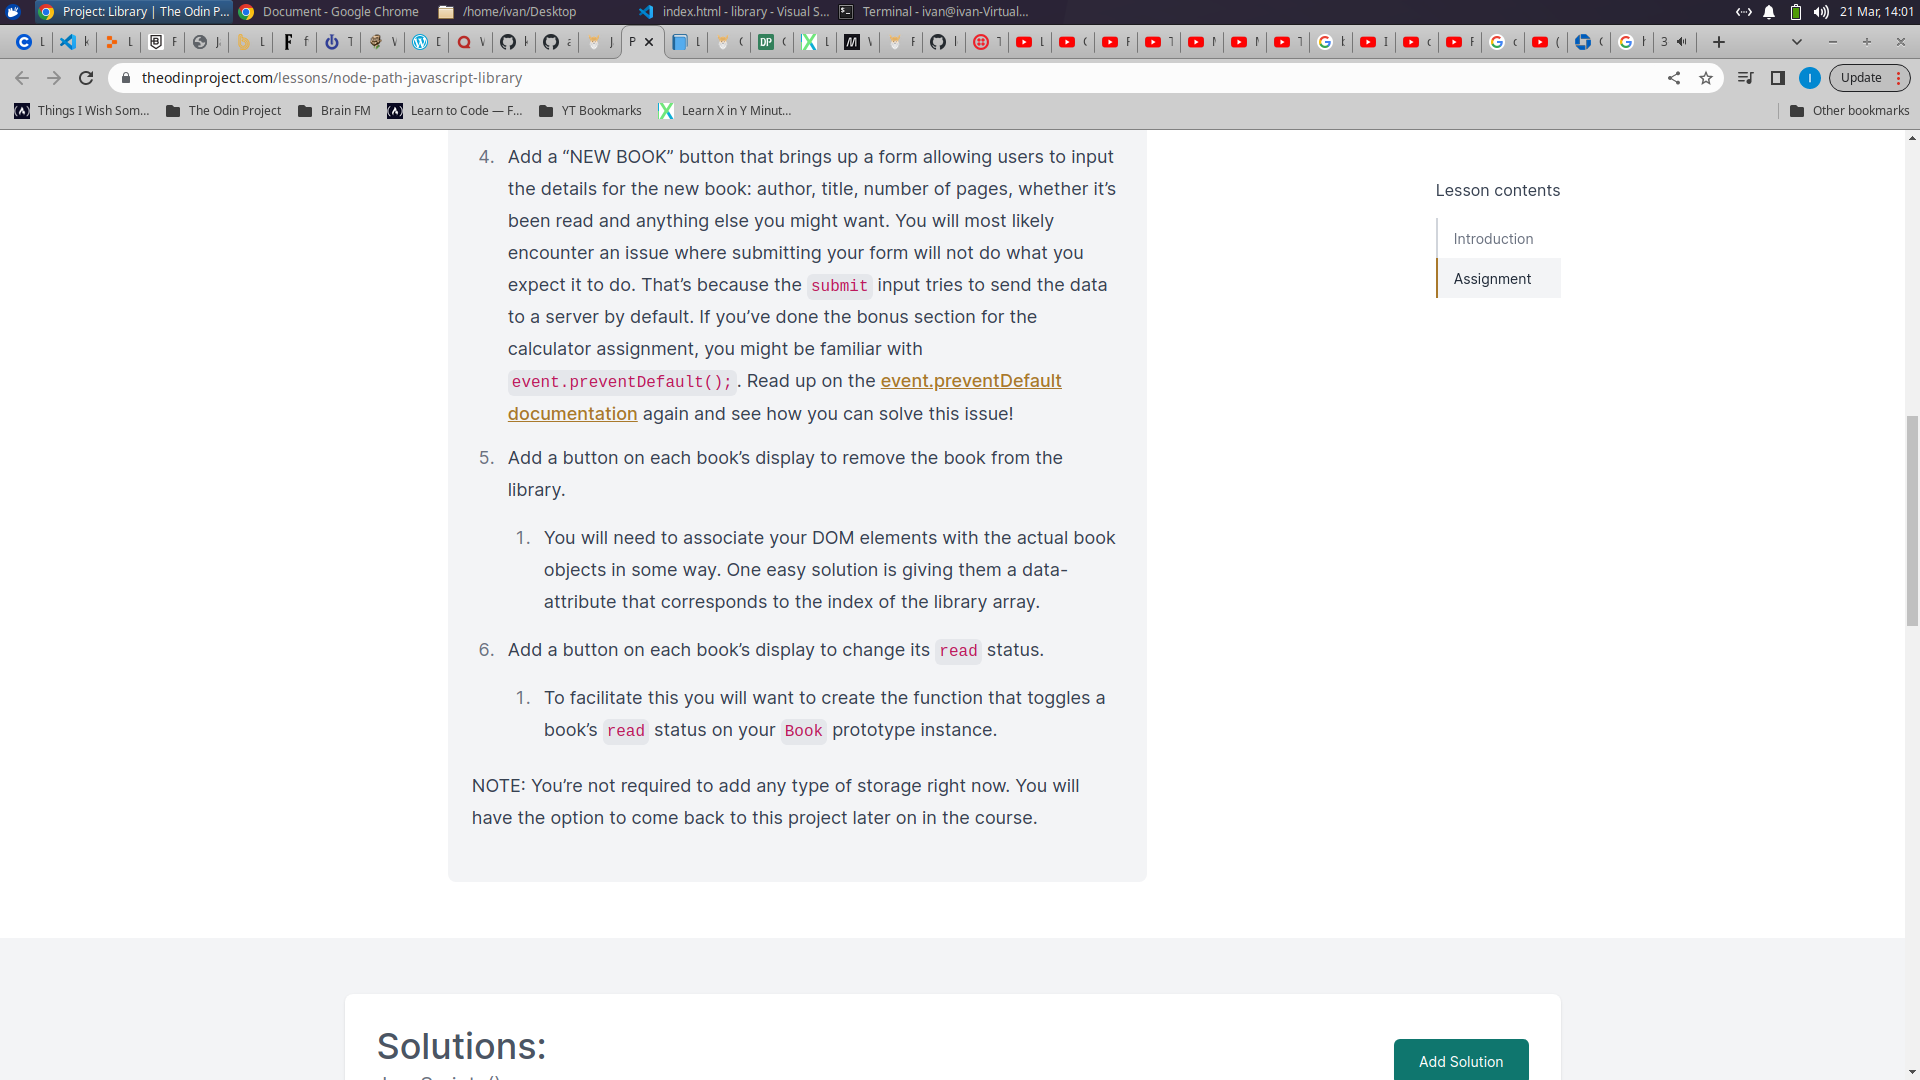 Project: Library | The Odin P...
Document - Google Chrome
/home/ivan/Desktop
index.html - library - Visual S...
Terminal - ivan@ivan-Virtual...
21 Mar, 14:01
theodinproject.com/lessons/node-path-javascript-library
Update
Things I Wish Som...
The Odin Project
Brain FM
Learn to Code — F...
YT Bookmarks
Learn X in Y Minut...
Other bookmarks
4. Add a “NEW BOOK” button that brings up a form allowing users to input
the details for the new book: author, title, number of pages, whether it’s
been read and anything else you might want. You will most likely
encounter an issue where submitting your form will not do what you
expect it to do. That’s because the submit input tries to send the data
to a server by default. If you’ve done the bonus section for the
calculator assignment, you might be familiar with
event.preventDefault();. Read up on the event.preventDefault
documentation again and see how you can solve this issue!
5. Add a button on each book’s display to remove the book from the
library.
1. You will need to associate your DOM elements with the actual book
objects in some way. One easy solution is giving them a data-
attribute that corresponds to the index of the library array.
6. Add a button on each book’s display to change its read status.
1. To facilitate this you will want to create the function that toggles a
book’s read status on your Book prototype instance.
NOTE: You’re not required to add any type of storage right now. You will
have the option to come back to this project later on in the course.
Lesson contents
Introduction
Assignment
Solutions:
Add Solution